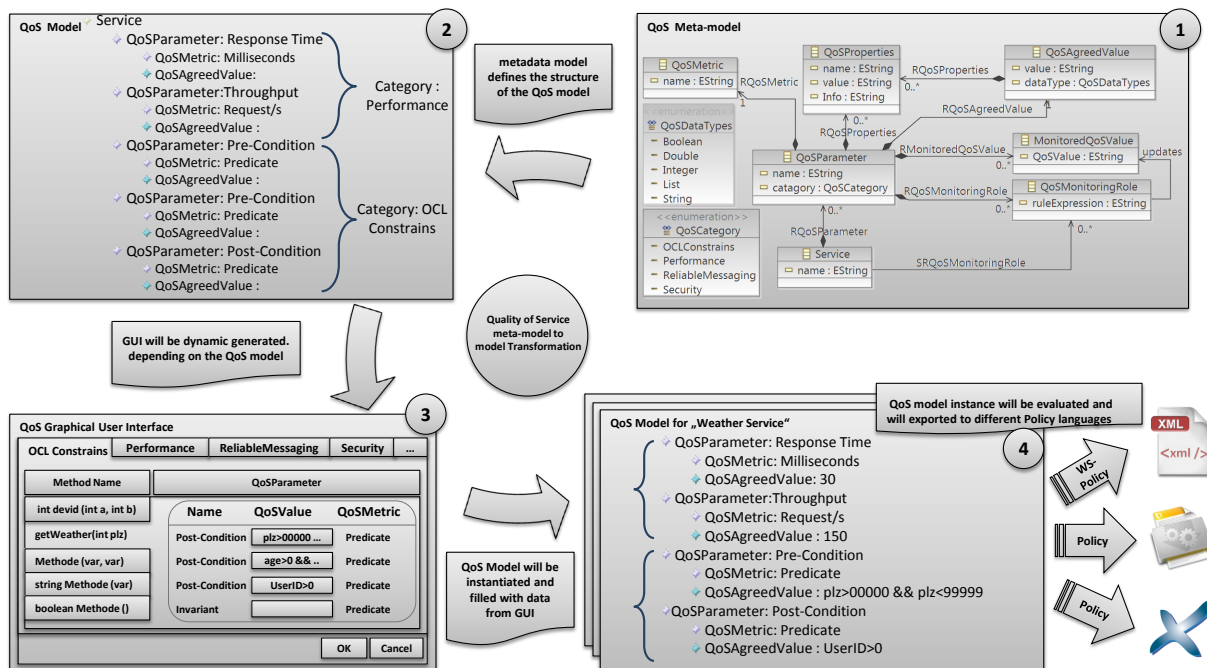 QoS Model
Service
2
QoSParameter: Response Time
QoSMetric: Milliseconds
QoSAgreedValue:
QoSParameter:Throughput
QoSMetric: Request/s
QoSAgreedValue :
QoSParameter: Pre-Condition
QoSMetric: Predicate
QoSAgreedValue :
QoSParameter: Pre-Condition
QoSMetric: Predicate
QoSAgreedValue :
QoSParameter: Post-Condition
QoSMetric: Predicate
QoSAgreedValue :
Category :
Performance
Category: OCL
Constrains
metadata model
defines the structure
of the QoS model
QoS Meta-model
1
QoSMetric
name : EString
RQoSMetric
1
QoSProperties
name : EString
value : EString
Info : EString
RQoSProperties
0..*
QoSAgreedValue
value : EString
dataType : QoSDataTypes
0..*
RQoSProperties
RQoSAgreedValue
1
<<enumeration>>
QoSDataTypes
Boolean
Double
Integer
List
String
QoSParameter
name : EString
catagory : QoSCategory
RMonitoredQoSValue
0..*
MonitoredQoSValue
QoSValue : EString
updates
RQoSMonitoringRole
0..*
QoSMonitoringRole
ruleExpression : EString
0..*
0..*
<<enumeration>>
QoSCategory
OCLConstrains
Performance
ReliableMessaging
Security
RQoSParameter
Service
name : EString
SRQoSMonitoringRole
GUI will be dynamic generated.
depending on the QoS model
Quality of Service
meta-model to
model Transformation
QoS Graphical User Interface
3
OCL Constrains
Performance
ReliableMessaging
Security
...
Method Name
QoSParameter
int devid (int a, int b)
getWeather(int plz)
Methode (var, var)
string Methode (var)
boolean Methode ()
Name QoSValue QoSMetric
Post-Condition plz>00000 ... Predicate
Post-Condition age>0 && .. Predicate
Post-Condition UserID>0 Predicate
Invariant Predicate
OK
Cancel
QoS Model will be
instantiated and
filled with data
from GUI
QoS model instance will be evaluated and
will exported to different Policy languages
QoS Model for „Weather Service“
4
QoSParameter: Response Time
QoSMetric: Milliseconds
QoSAgreedValue: 30
QoSParameter:Throughput
QoSMetric: Request/s
QoSAgreedValue : 150
QoSParameter: Pre-Condition
QoSMetric: Predicate
QoSAgreedValue : plz>00000 && plz<99999
QoSParameter: Post-Condition
QoSMetric: Predicate
QoSAgreedValue : UserID>0
WS-
Policy
Policy
Policy
XML
<xml />